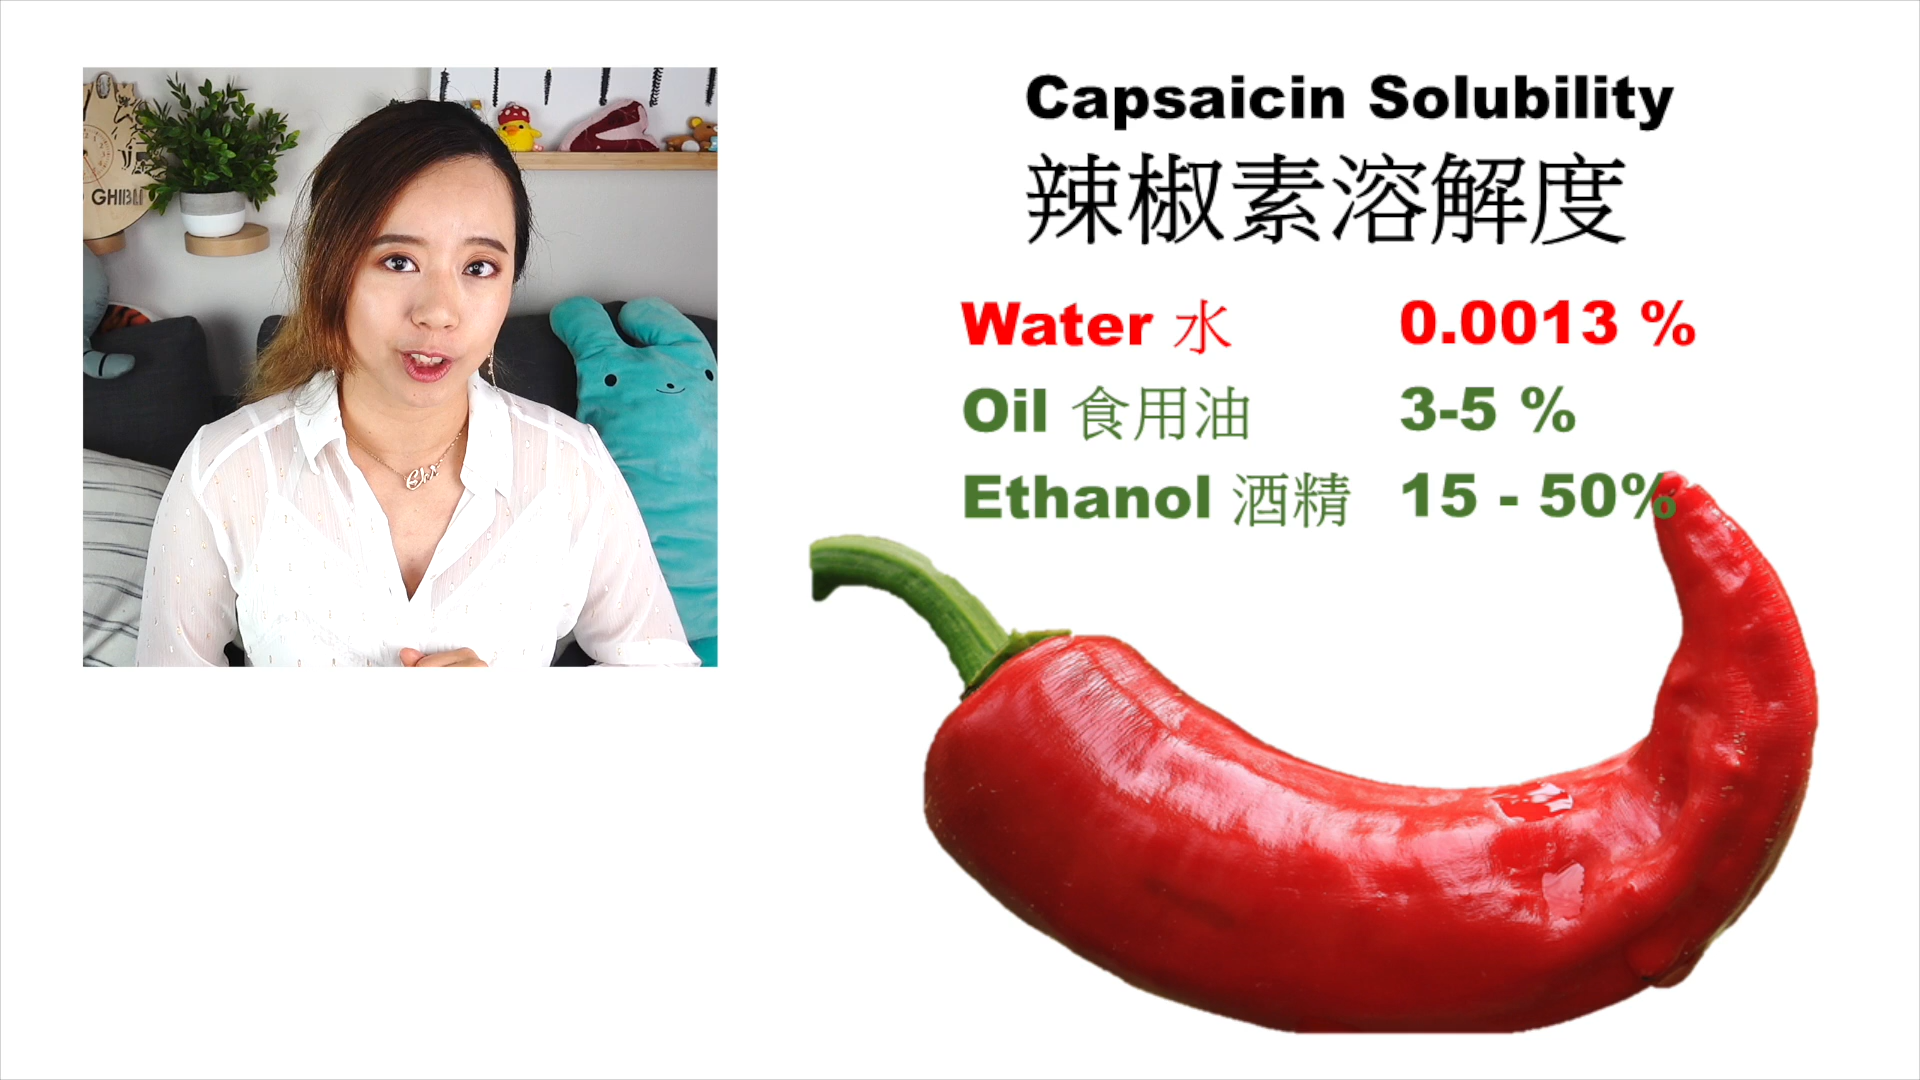 GHIBLI
Capsaicin Solubility
辣椒素溶解度
Water 水 0.0013 %
Oil 食用油 3-5 %
Ethanol 酒精 15 - 50%